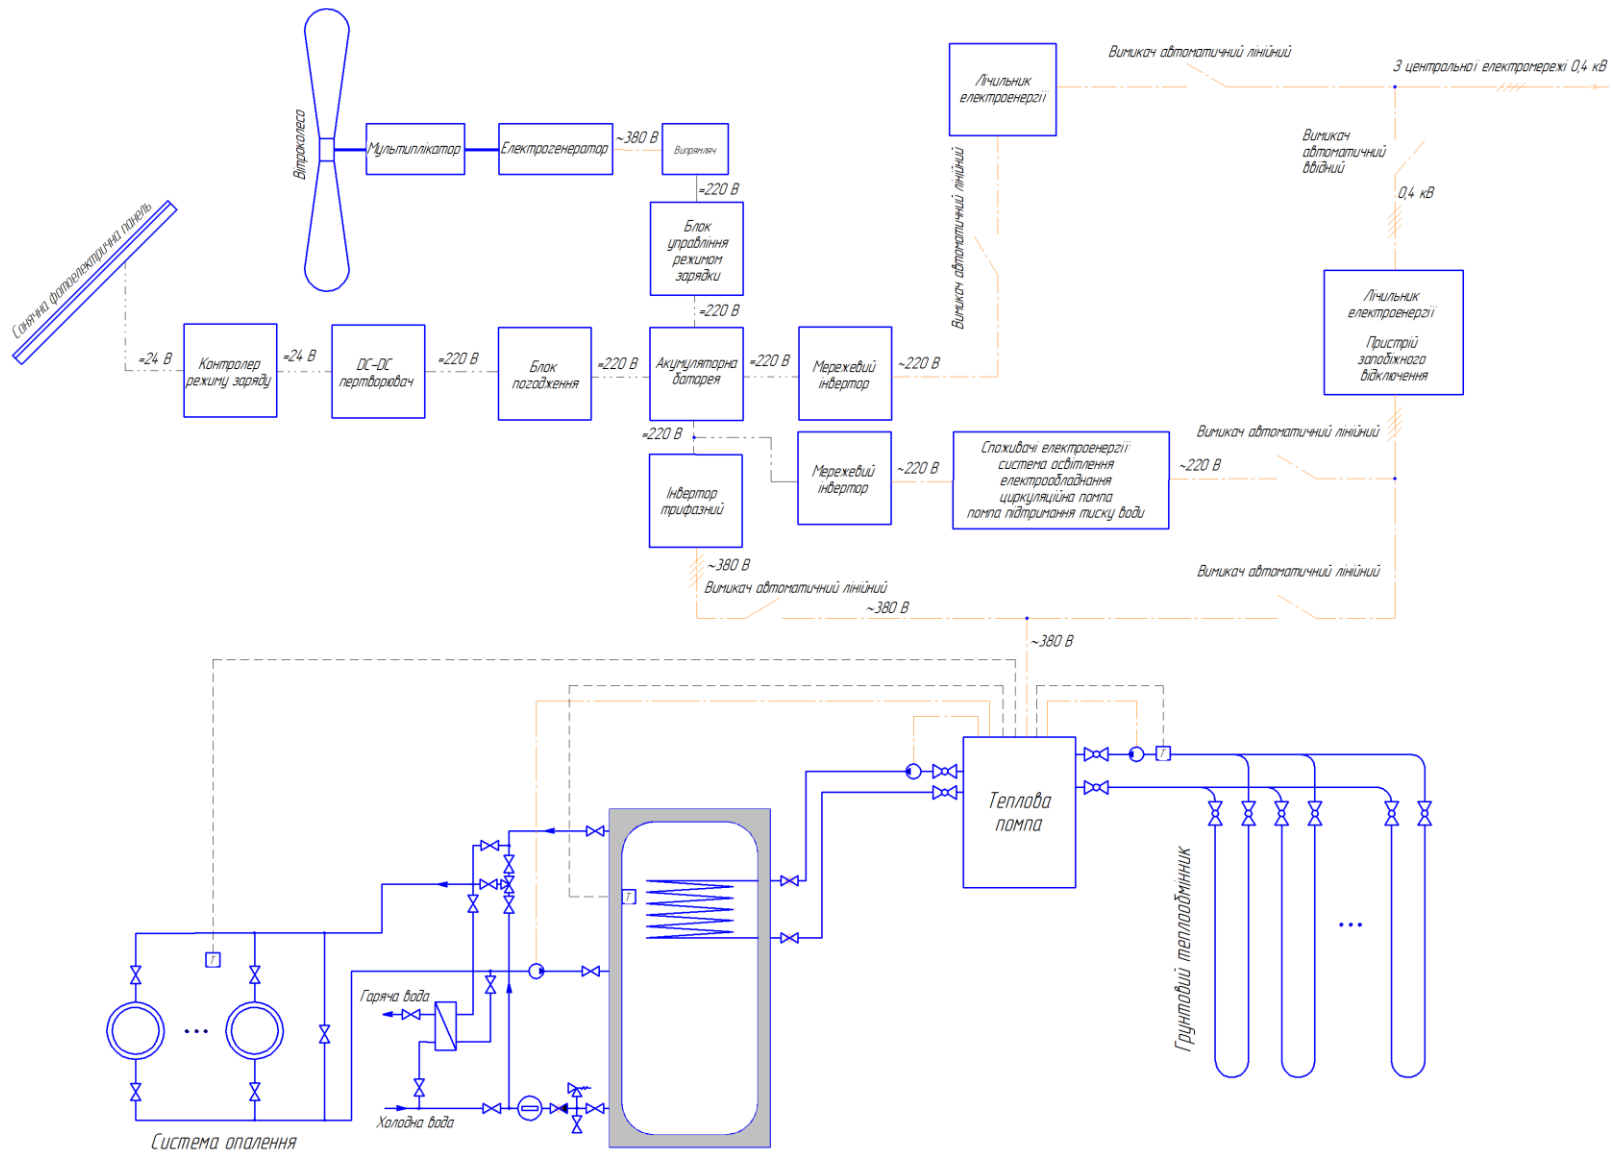 Вимикач автоматичний лінійний
З центральної електромережі 0,4 кВ
Лічильник
електроенергії
Вітроколесо
Мультиплікатор
Електрогенератор
~380 В
Випрямляч
Вимикач
автоматичний
ввідний
=220 В
0,4 кВ
Сонячна фотоелектрична панель
Блок
управління
режимом
зарядки
Вимикач автоматичний лінійний
=220 В
Лічильник
електроенергії
Пристрій
запобіжного
відключення
=24 В
Контролер
режиму заряду
=24 В
DC-DC
пертворювач
=220 В
Блок
погодження
=220 В
Акумуляторна
батарея
=220 В
Мережевий
інвертор
~220 В
=220 В
Вимикач автоматичний лінійний
Інвертор
трифазний
Мережевий
інвертор
~220 В
Споживачі електроенергії:
система освітлення
електрообладнання
циркуляційна помпа
помпа підтримання тиску води
~220 В
~380 В
Вимикач автоматичний лінійний
Вимикач автоматичний лінійний
~380 В
~380 В
Т
Теплова
помпа
Т
Т
Грунтовий теплообмінник
Гаряча вода
Холодна вода
Система опалення